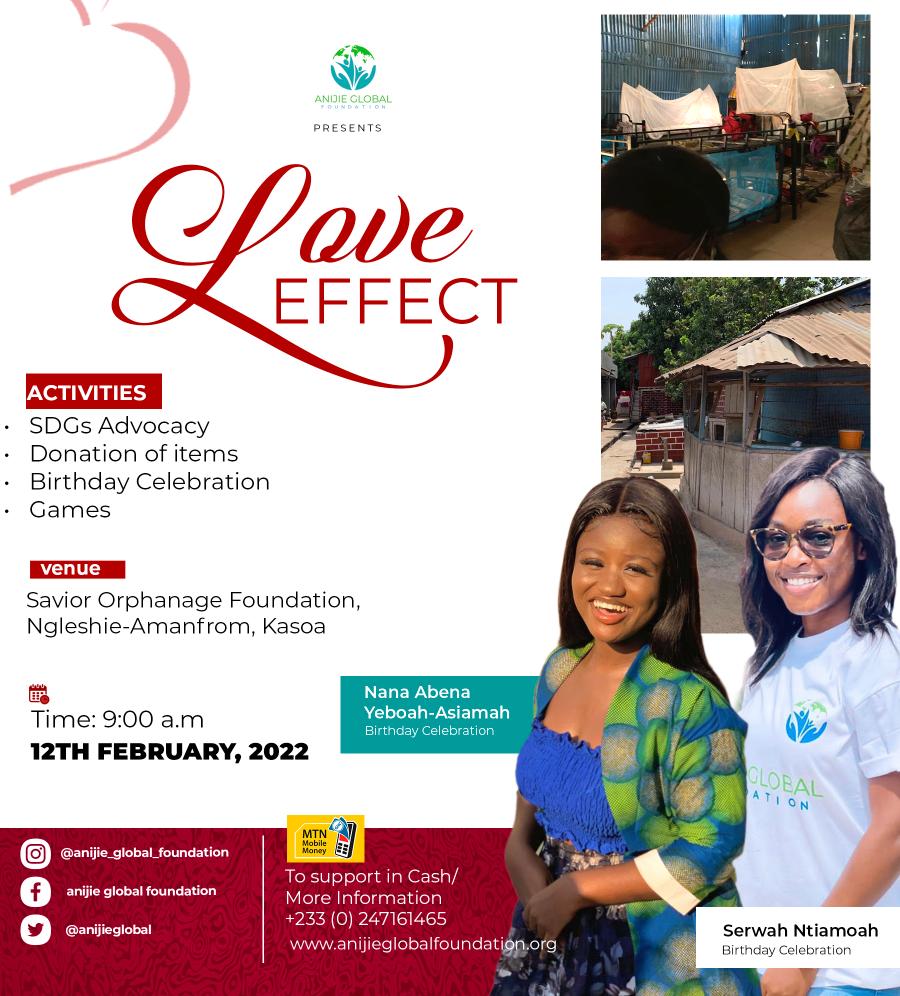 ANIJIE GLOBAL
FOUNDATION
PRESENTS
Love
EFFECT
ACTIVITIES
• SDGs Advocacy
• Donation of items
• Birthday Celebration
• Games
venue
Savior Orphanage Foundation,
Ngleshie-Amanfrom, Kasoa
Time: 9:00 a.m
12TH FEBRUARY, 2022
Nana Abena
Yeboah-Asiamah
Birthday Celebration
GLOBAL
DATION
Serwah Ntiamoah
Birthday Celebration
@anijie_global_foundation
anijie global foundation
@anijieglobal
MTN
Mobile
Money
To support in Cash/
More Information
+233 (0) 247161465
www.anijieglobalfoundation.org